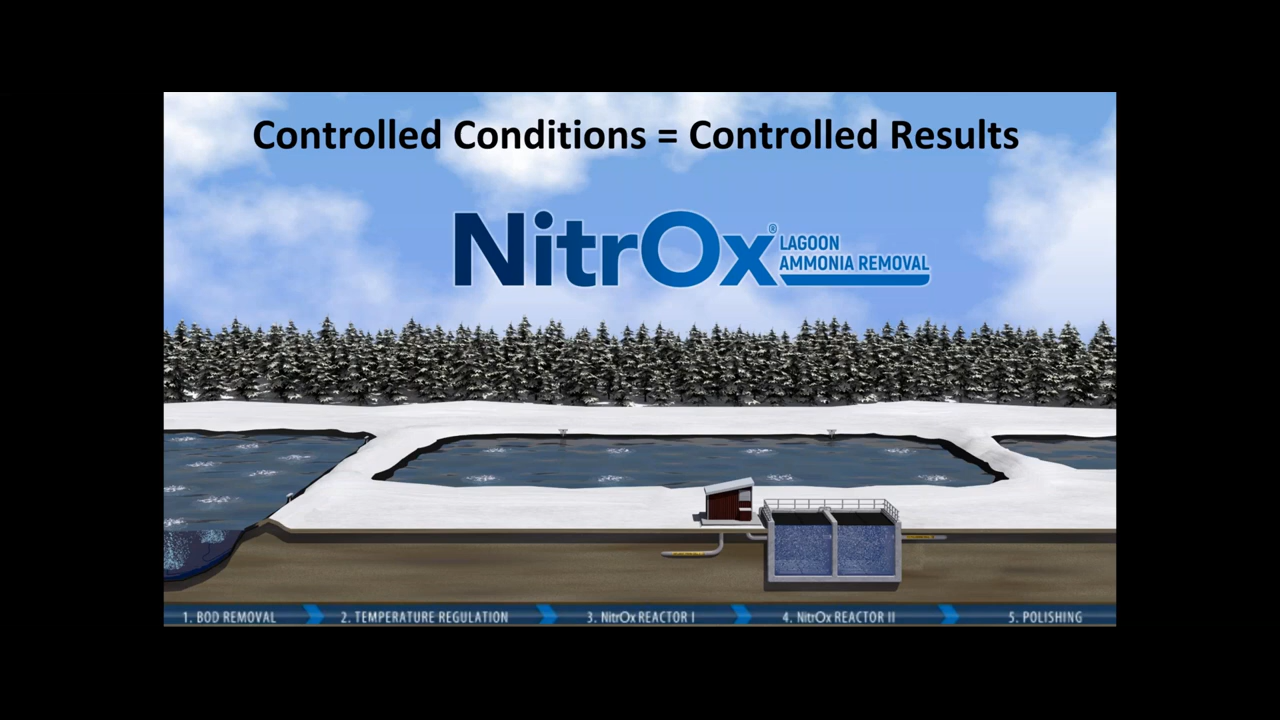 Controlled Conditions = Controlled Results
NitrOx®
LAGOON
AMMONIA REMOVAL
1. BOD REMOVAL
2. TEMPERATURE REGULATION
3. NitrOx REACTOR I
4. NitrOx REACTOR II
5. POLISHING